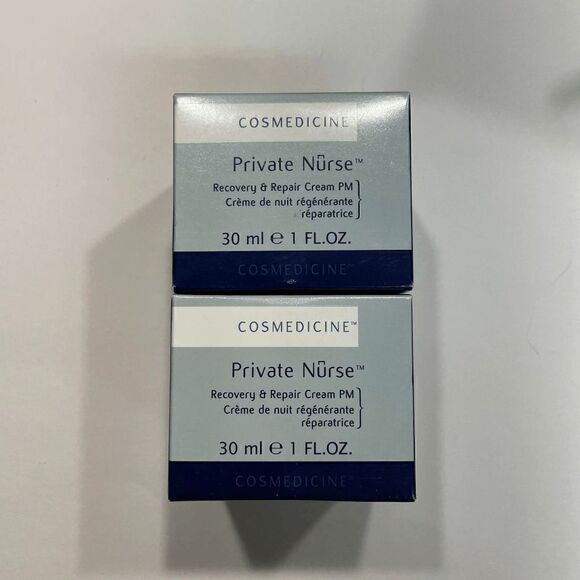 COSMEDICINE
Private Nürse™
Recovery & Repair Cream PM
Crème de nuit régénérante
réparatrice
30 ml e 1 FL.OZ.
COSMEDICINE™
COSMEDICINE™
Private Nürse™
Recovery & Repair Cream PM
Crème de nuit régénérante
réparatrice
30 ml e 1 FL.OZ.
COSMEDICINE™